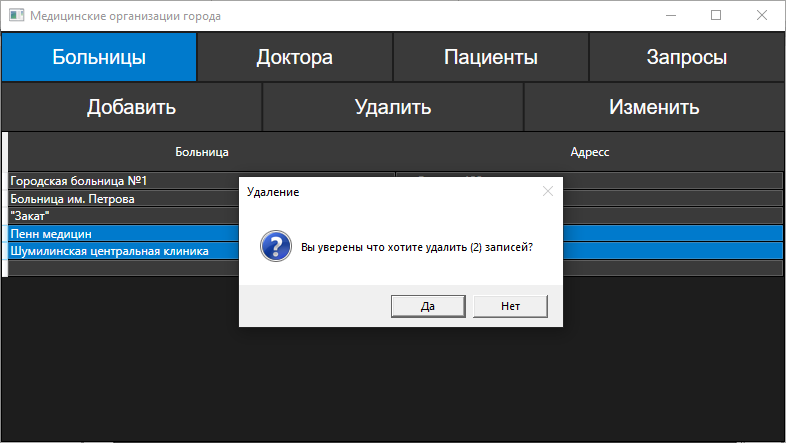 Медицинские организации города
Больницы Доктора Пациенты Запросы
Добавить Удалить Изменить
Больница Адресс
Городская больница №1
Больница им. Петрова
"Закат"
Пенн медицин
Шумилинская центральная клиника
Удаление
Вы уверены что хотите удалить (2) записей?
Да Нет